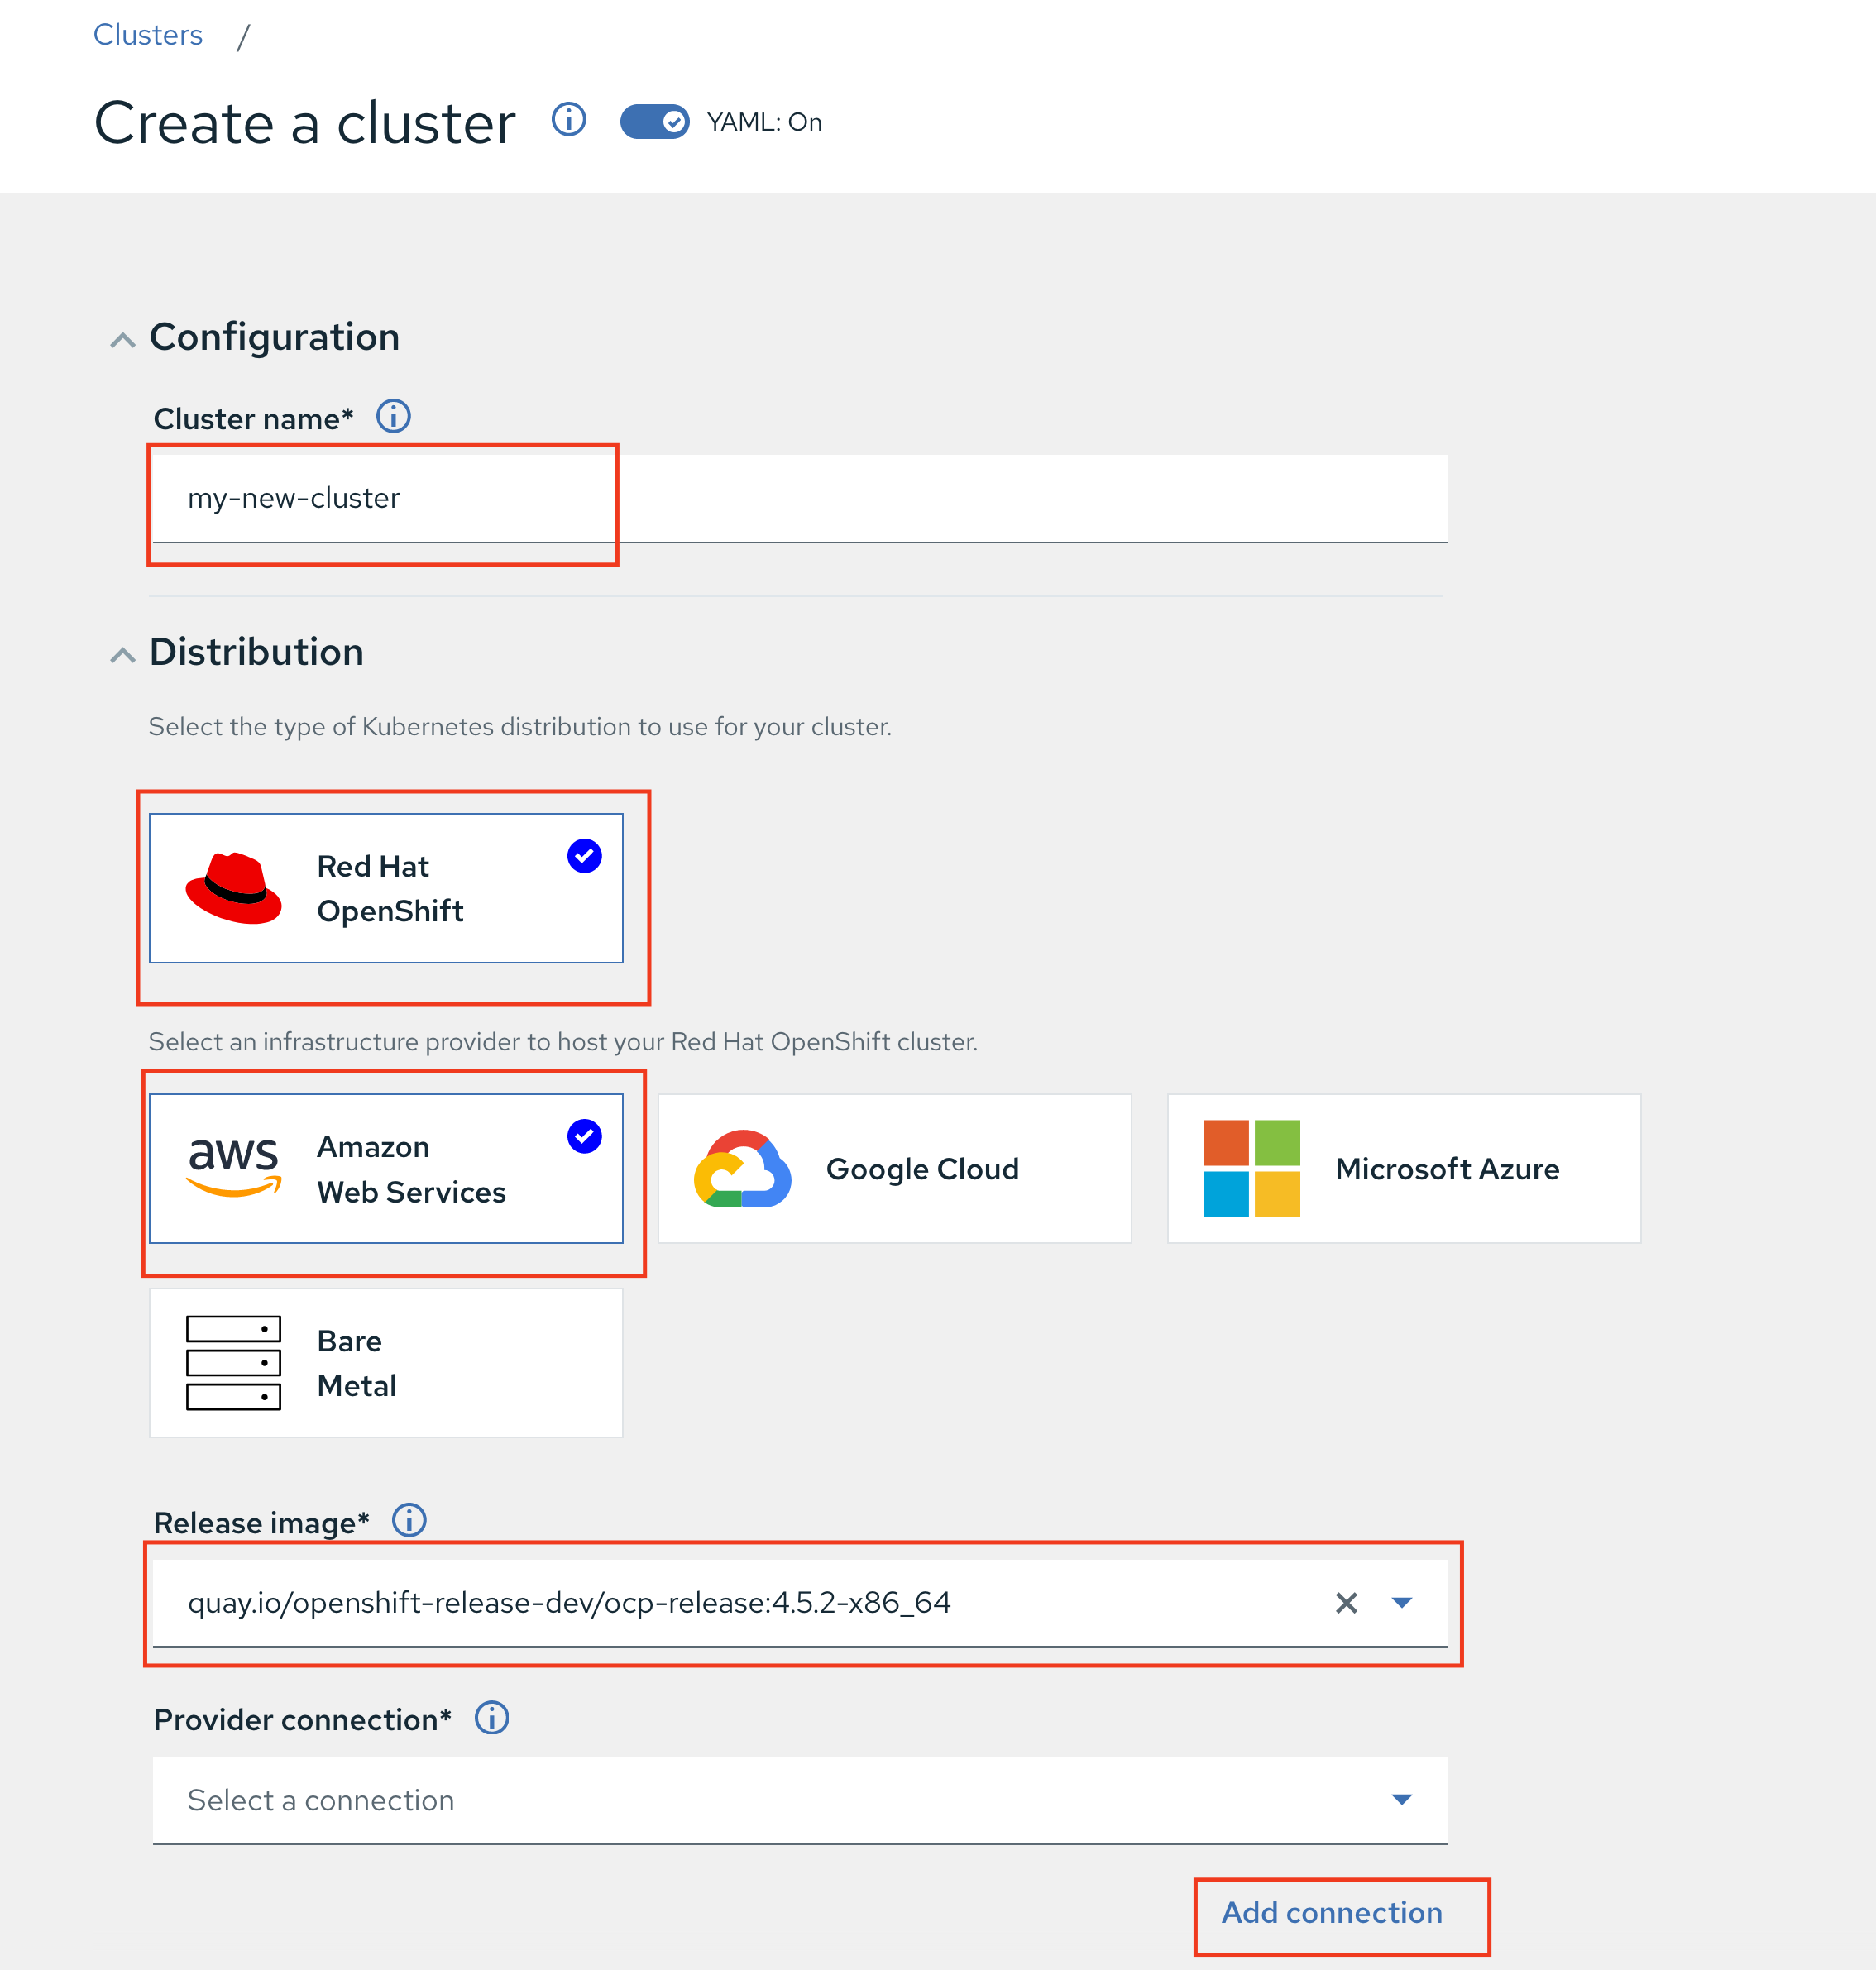 Clusters /
Create a cluster YAML: On
Configuration
Cluster name*
my-new-cluster
Distribution
Select the type of Kubernetes distribution to use for your cluster.
Red Hat
OpenShift
Select an infrastructure provider to host your Red Hat OpenShift cluster.
aws
Amazon
Web Services
Google Cloud
Microsoft Azure
Bare
Metal
Release image*
quay.io/openshift-release-dev/ocp-release:4.5.2-x86_64
Provider connection*
Select a connection
Add connection